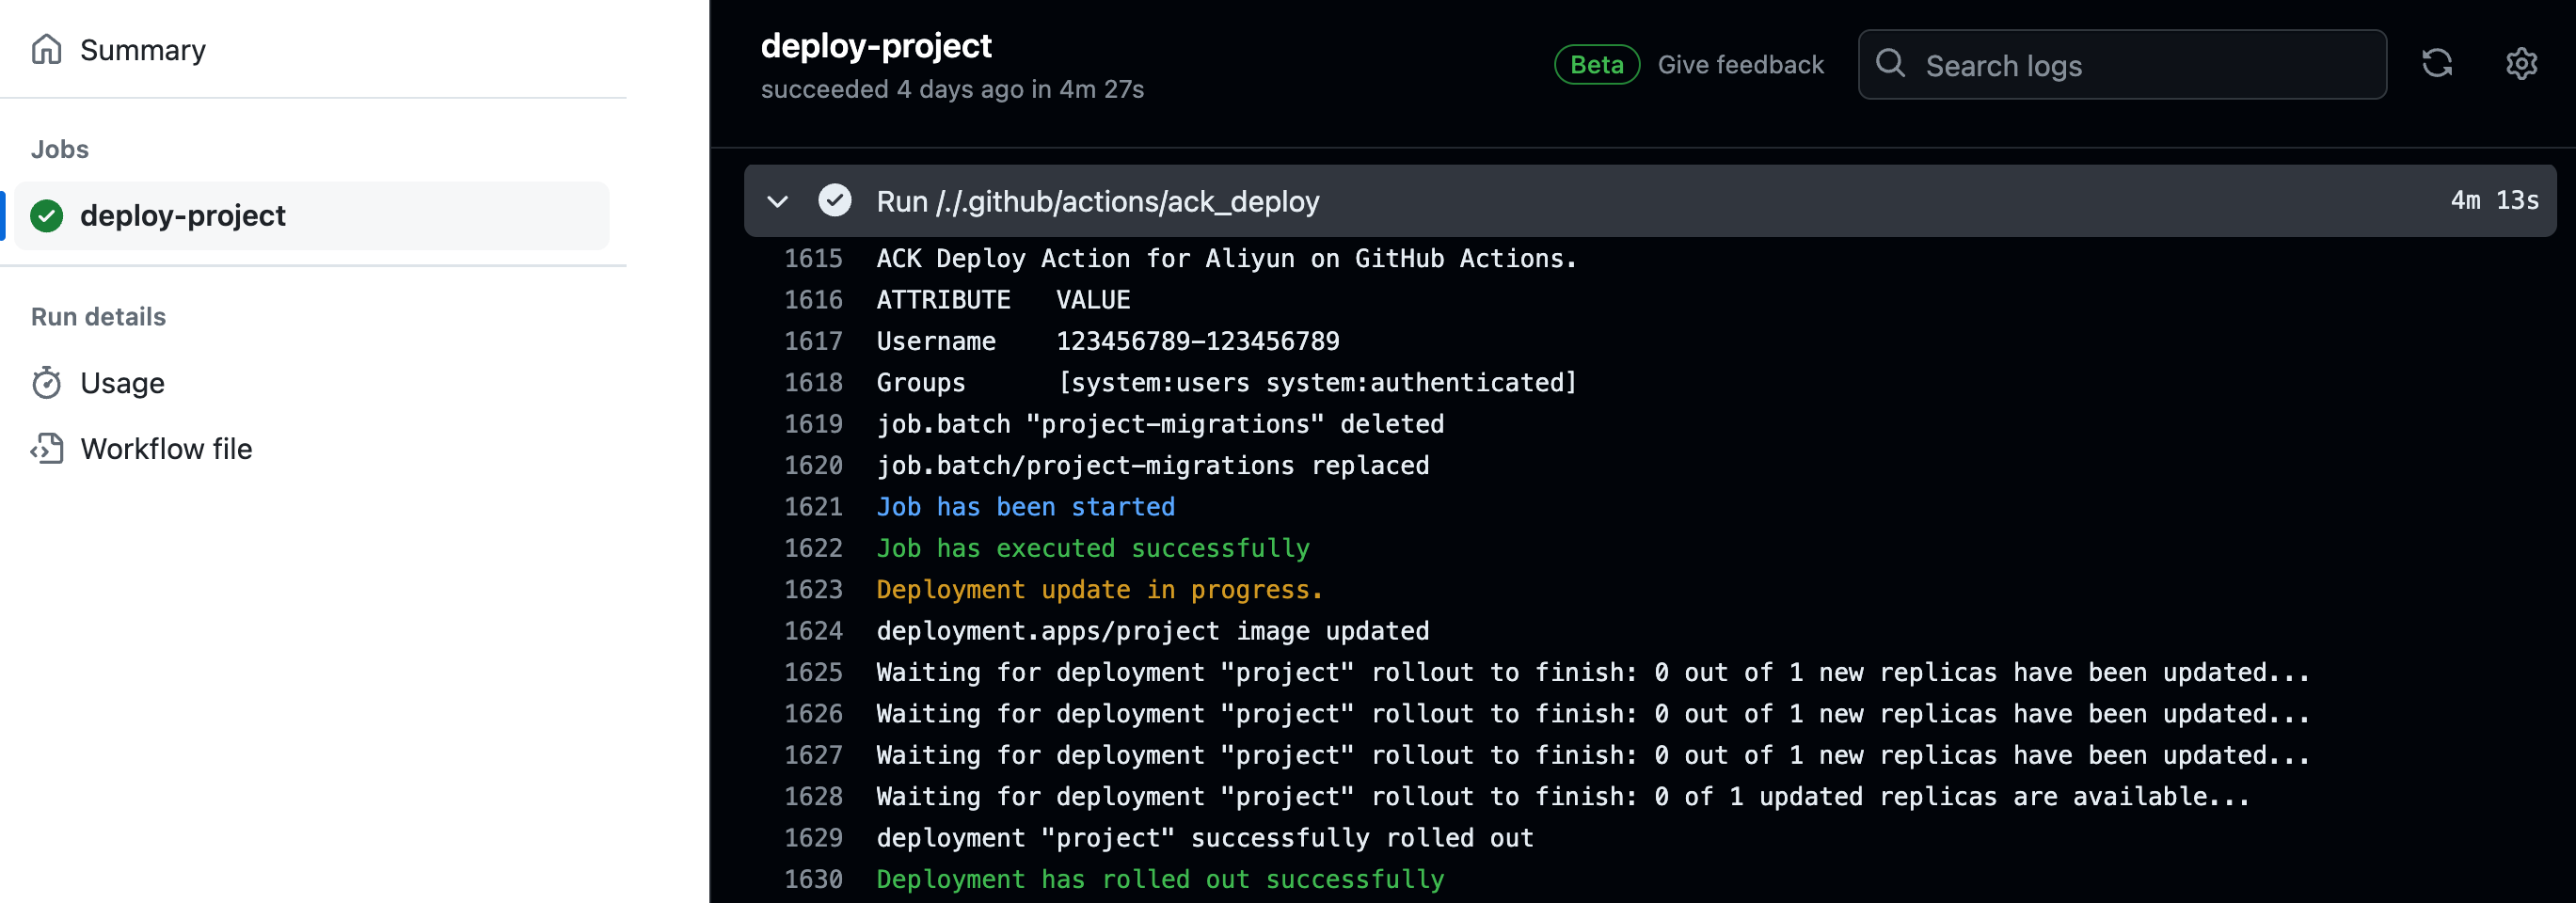 Summary
Jobs
deploy-project
Run details
Usage
Workflow file
deploy-project
succeeded 4 days ago in 4m 27s
Beta Give feedback Search logs
Run /./.github/actions/ack_deploy 4m 13s
1615 ACK Deploy Action for Aliyun on GitHub Actions.
1616 ATTRIBUTE VALUE
1617 Username 123456789-123456789
1618 Groups [system:users system:authenticated]
1619 job.batch "project-migrations" deleted
1620 job.batch/project-migrations replaced
1621 Job has been started
1622 Job has executed successfully
1623 Deployment update in progress.
1624 deployment.apps/project image updated
1625 Waiting for deployment "project" rollout to finish: 0 out of 1 new replicas have been updated...
1626 Waiting for deployment "project" rollout to finish: 0 out of 1 new replicas have been updated...
1627 Waiting for deployment "project" rollout to finish: 0 out of 1 new replicas have been updated...
1628 Waiting for deployment "project" rollout to finish: 0 of 1 updated replicas are available...
1629 deployment "project" successfully rolled out
1630 Deployment has rolled out successfully